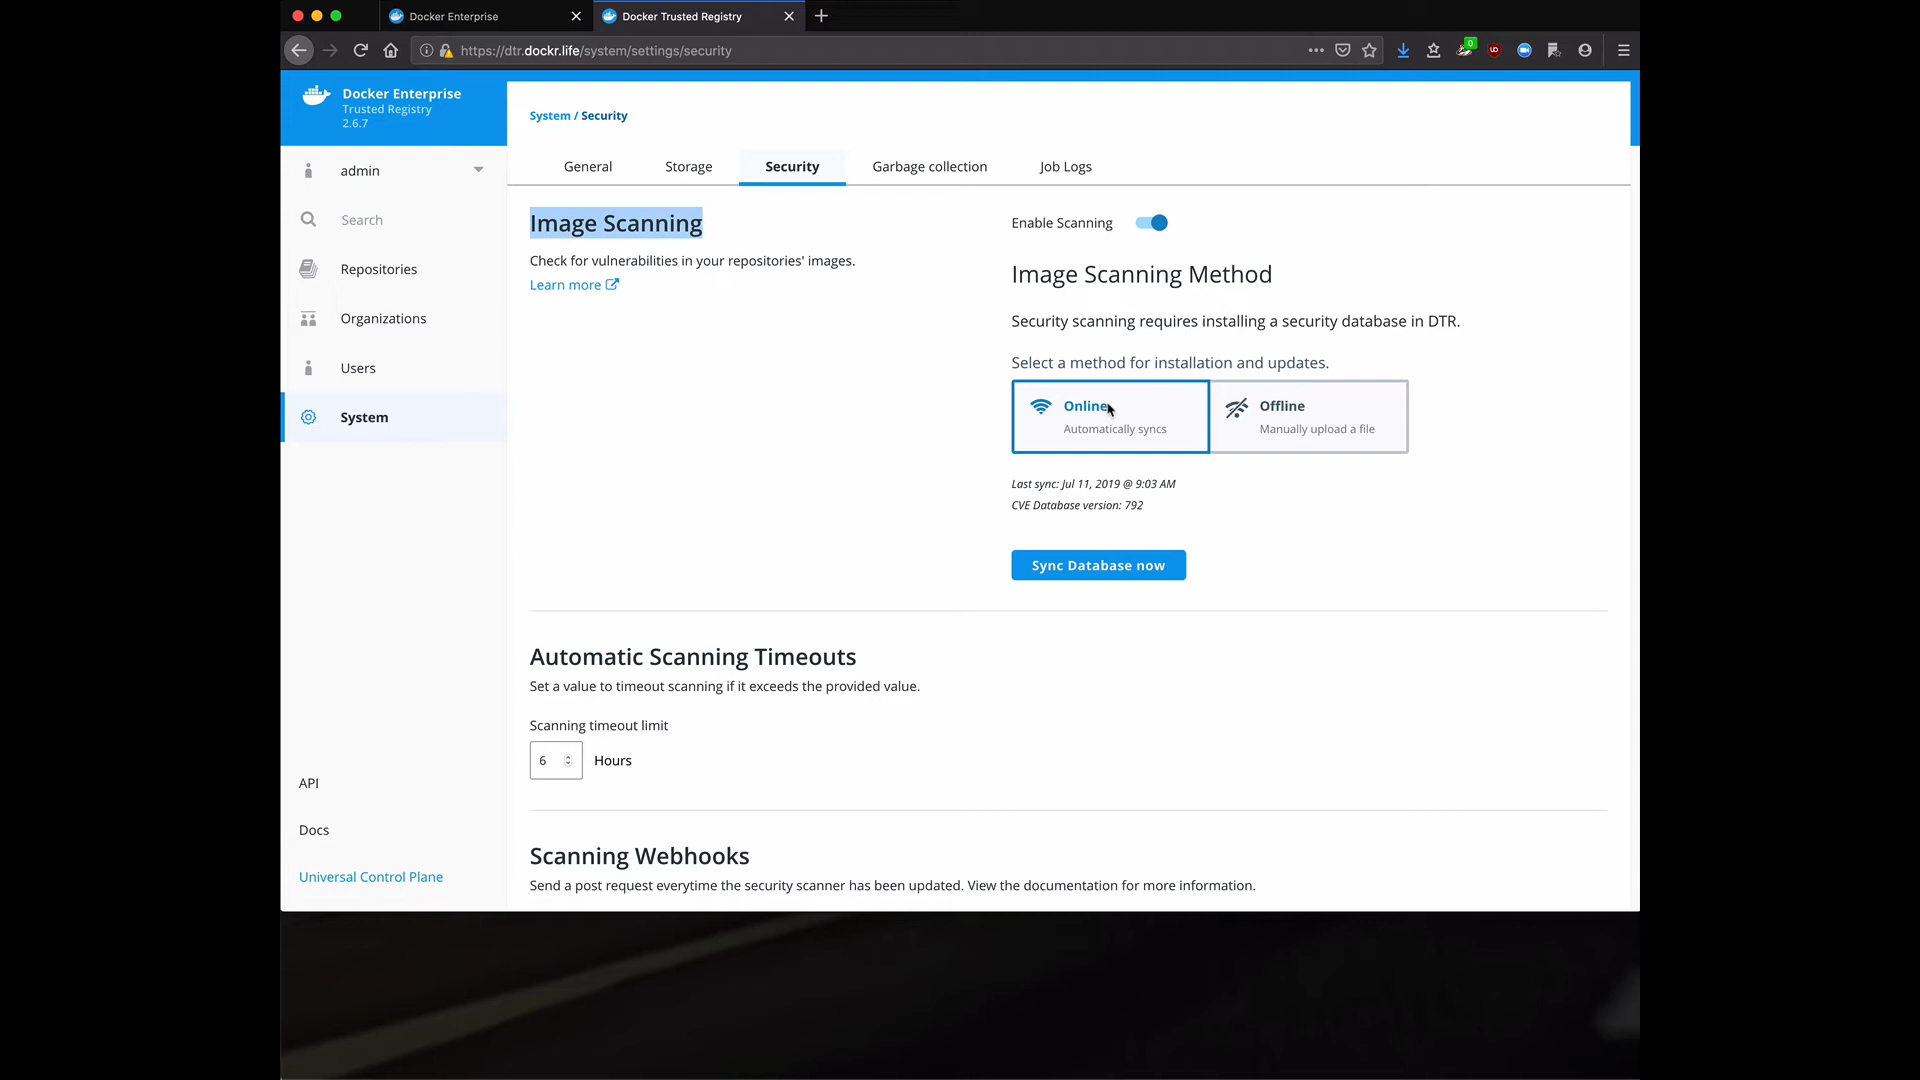 Docker Enterprise
Docker Trusted Registry
https://dtr.dockr.life/system/settings/security
0
Docker Enterprise
Trusted Registry
2.6.7
admin
Search
Repositories
Organizations
Users
System
API
Docs
Universal Control Plane
System / Security
General
Storage
Security
Garbage collection
Job Logs
Image Scanning
Check for vulnerabilities in your repositories' images.
Learn more
Enable Scanning
Image Scanning Method
Security scanning requires installing a security database in DTR.
Select a method for installation and updates.
Online
Automatically syncs
Offline
Manually upload a file
Last sync: Jul 11, 2019 @ 9:03 AM
CVE Database version: 792
Sync Database now
Automatic Scanning Timeouts
Set a value to timeout scanning if it exceeds the provided value.
Scanning timeout limit
6
Hours
Scanning Webhooks
Send a post request everytime the security scanner has been updated. View the documentation for more information.